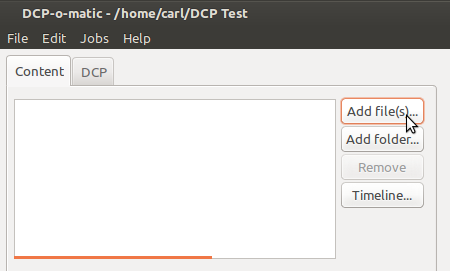 DCP-o-matic - /home/carl/DCP Test
File Edit Jobs Help
Content DCP
Add file(s)...
Add folder...
Remove
Timeline...